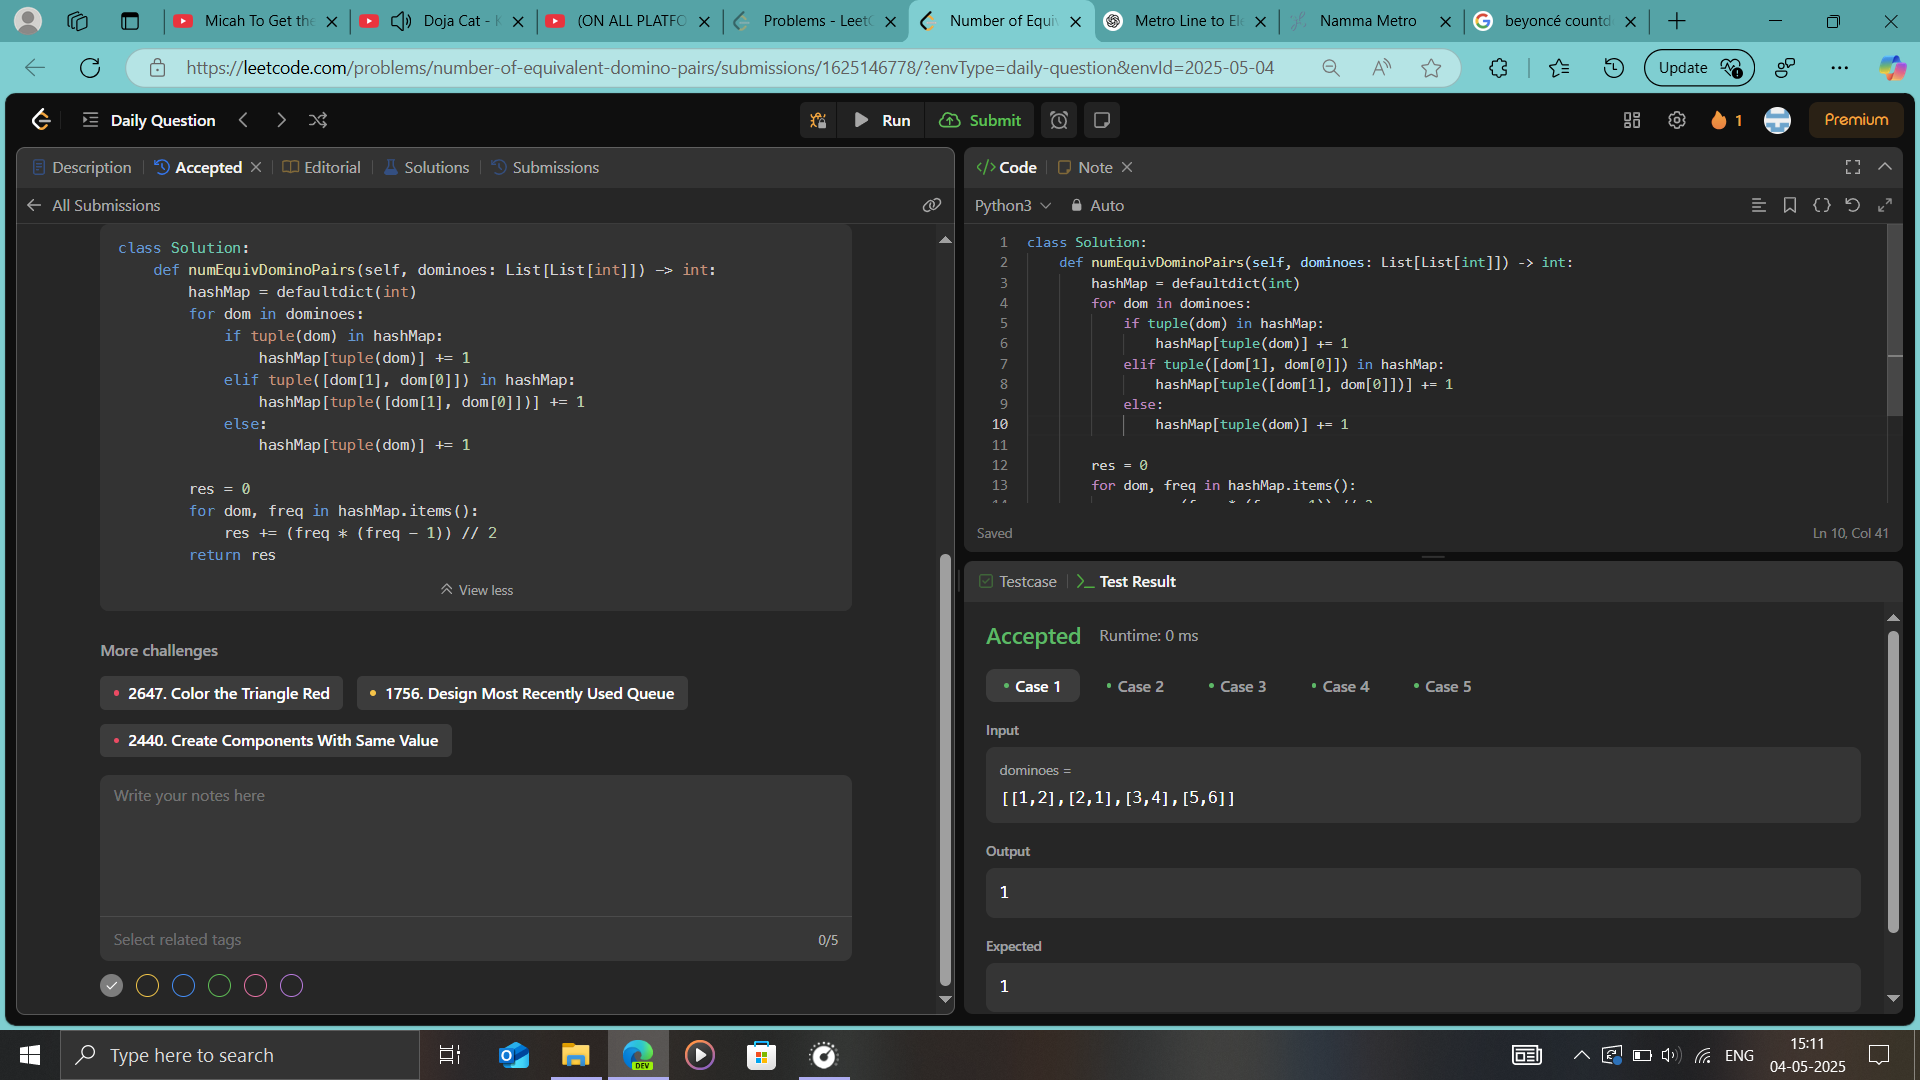 Micah To Get the
Doja Cat - K
(ON ALL PLATFO
Problems - LeetC
Number of Equiv
Metro Line to Ele
Namma Metro
beyoncé countd
https://leetcode.com/problems/number-of-equivalent-domino-pairs/submissions/1625146778/?envType=daily-question&envId=2025-05-04
Update
Daily Question
Run
Submit
1
Premium
Description
Accepted
Editorial
Solutions
Submissions
All Submissions
class Solution:
def numEquivDominoPairs(self, dominoes: List[List[int]]) -> int:
hashMap = defaultdict(int)
for dom in dominoes:
if tuple(dom) in hashMap:
hashMap[tuple(dom)] += 1
elif tuple([dom[1], dom[0]]) in hashMap:
hashMap[tuple([dom[1], dom[0]])] += 1
else:
hashMap[tuple(dom)] += 1
res = 0
for dom, freq in hashMap.items():
res += (freq * (freq - 1)) // 2
return res
View less
More challenges
2647. Color the Triangle Red
1756. Design Most Recently Used Queue
2440. Create Components With Same Value
Write your notes here
Select related tags
0/5
Code
Note
Python3
Auto
1 class Solution:
2 def numEquivDominoPairs(self, dominoes: List[List[int]]) -> int:
3 hashMap = defaultdict(int)
4 for dom in dominoes:
5 if tuple(dom) in hashMap:
6 hashMap[tuple(dom)] += 1
7 elif tuple([dom[1], dom[0]]) in hashMap:
8 hashMap[tuple([dom[1], dom[0]])] += 1
9 else:
10 hashMap[tuple(dom)] += 1
11
12 res = 0
13 for dom, freq in hashMap.items():
Saved
Ln 10, Col 41
Testcase
Test Result
Accepted
Runtime: 0 ms
Case 1
Case 2
Case 3
Case 4
Case 5
Input
dominoes =
[[1,2],[2,1],[3,4],[5,6]]
Output
1
Expected
1
Type here to search
DEV
ENG
15:11
04-05-2025